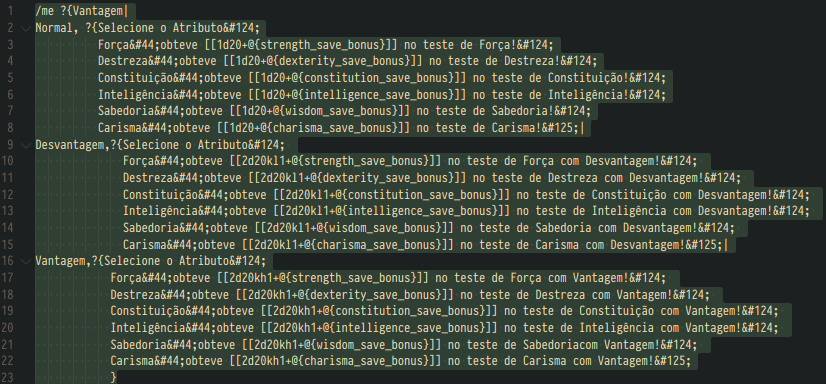 1 /me ?{Vantagem|
2 Normal, ?{Selecione o Atributo&#124;
3 Força&#44;obteve [[1d20+@{strength_save_bonus}]] no teste de Força!&#124;
4 Destreza&#44;obteve [[1d20+@{dexterity_save_bonus}]] no teste de Destreza!&#124;
5 Constituição&#44;obteve [[1d20+@{constitution_save_bonus}]] no teste de Constituição!&#124;
6 Inteligência&#44;obteve [[1d20+@{intelligence_save_bonus}]] no teste de Inteligência!&#124;
7 Sabedoria&#44;obteve [[1d20+@{wisdom_save_bonus}]] no teste de Sabedoria!&#124;
8 Carisma&#44;obteve [[1d20+@{charisma_save_bonus}]] no teste de Carisma!&#125;|
9 Desvantagem,?{Selecione o Atributo&#124;
10 Força&#44;obteve [[2d20kl1+@{strength_save_bonus}]] no teste de Força com Desvantagem!&#124;
11 Destreza&#44;obteve [[2d20kl1+@{dexterity_save_bonus}]] no teste de Destreza com Desvantagem!&#124;
12 Constituição&#44;obteve [[2d20kl1+@{constitution_save_bonus}]] no teste de Constituição com Desvantagem!&#124;
13 Inteligência&#44;obteve [[2d20kl1+@{intelligence_save_bonus}]] no teste de Inteligência com Desvantagem!&#124;
14 Sabedoria&#44;obteve [[2d20kl1+@{wisdom_save_bonus}]] no teste de Sabedoria com Desvantagem!&#124;
15 Carisma&#44;obteve [[2d20kl1+@{charisma_save_bonus}]] no teste de Carisma com Desvantagem!&#125;|
16 Vantagem,?{Selecione o Atributo&#124;
17 Força&#44;obteve [[2d20kh1+@{strength_save_bonus}]] no teste de Força com Vantagem!&#124;
18 Destreza&#44;obteve [[2d20kh1+@{dexterity_save_bonus}]] no teste de Destreza com Vantagem!&#124;
19 Constituição&#44;obteve [[2d20kh1+@{constitution_save_bonus}]] no teste de Constituição com Vantagem!&#124;
20 Inteligência&#44;obteve [[2d20kh1+@{intelligence_save_bonus}]] no teste de Inteligência com Vantagem!&#124;
21 Sabedoria&#44;obteve [[2d20kh1+@{wisdom_save_bonus}]] no teste de Sabedoriacom Vantagem!&#124;
22 Carisma&#44;obteve [[2d20kh1+@{charisma_save_bonus}]] no teste de Carisma com Vantagem!&#125;
23 }